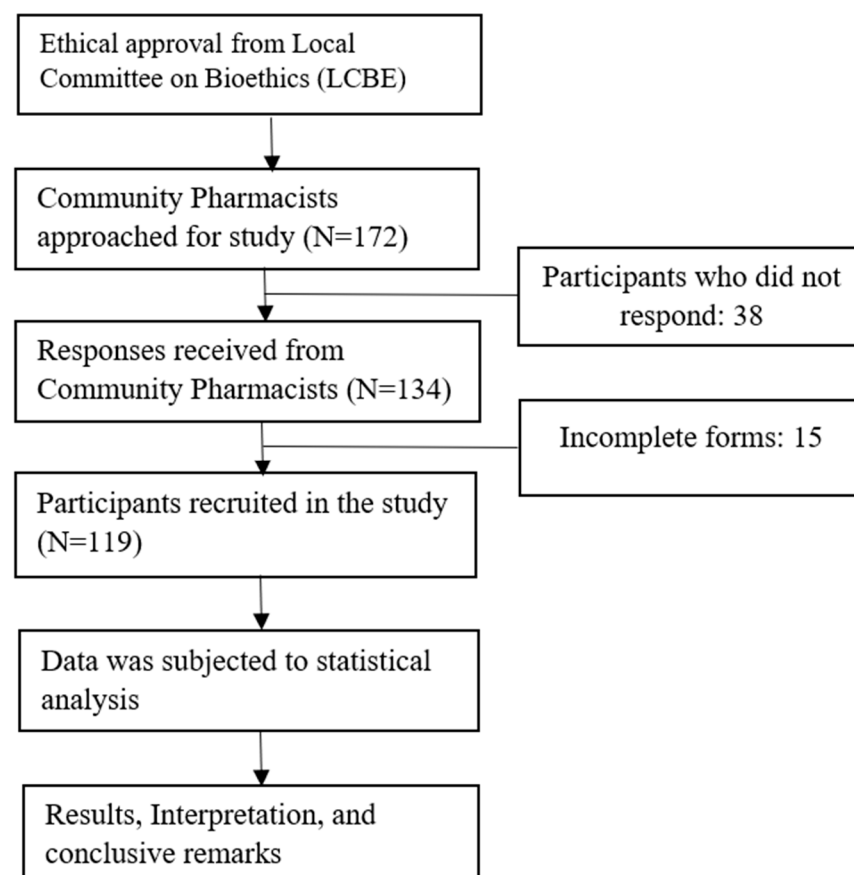 Ethical approval from Local
Committee on Bioethics (LCBE)
Community Pharmacists
approached for study (N=172)
Participants who did not
respond: 38
Responses received from
Community Pharmacists (N=134)
Incomplete forms: 15
Participants recruited in the study
(N=119)
Data was subjected to statistical
analysis
Results, Interpretation, and
conclusive remarks